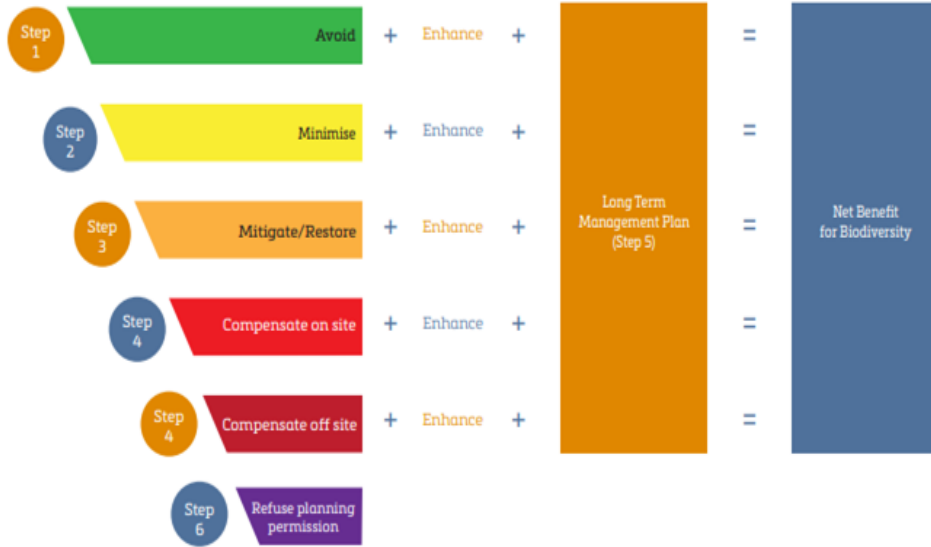 Step
1
Avoid + Enhance + =
Step
2
Minimise + Enhance + =
Step
3
Mitigate/Restore + Enhance + =
Long Term
Management Plan
(Step 5)
Net Benefit
for Biodiversity
Step
4
Compensate on site + Enhance + =
Step
4
Compensate off site + Enhance + =
Step
6
Refuse planning
permission